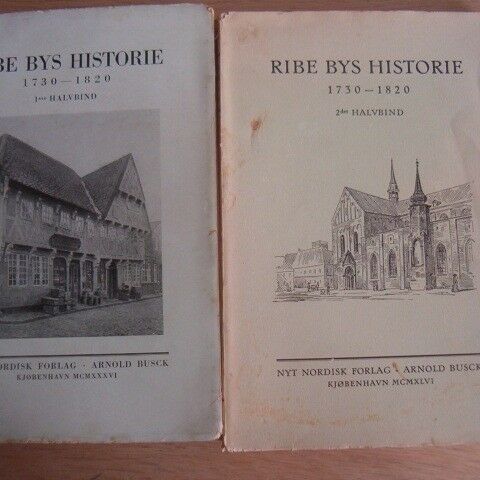 BE BYS HISTORIE
1730—1820
1ste HALVBIND
NORDISK FORLAG · ARNOLD BUSCK
KJØBENHAVN MCMXXXVI
RIBE BYS HISTORIE
1730—1820
2det HALVBIND
NYT NORDISK FORLAG · ARNOLD BUSCK
KJØBENHAVN MCMXLVI